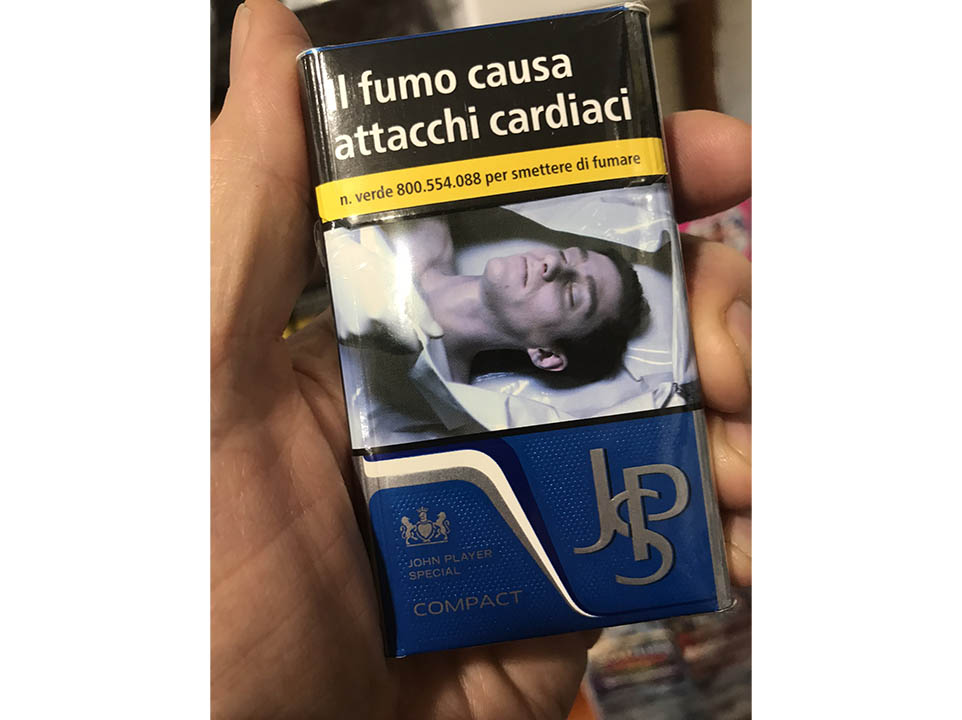 Il fumo causa
attacchi cardiaci
n. verde 800.554.088 per smettere di fumare
JPS
JOHN PLAYER
SPECIAL
COMPACT